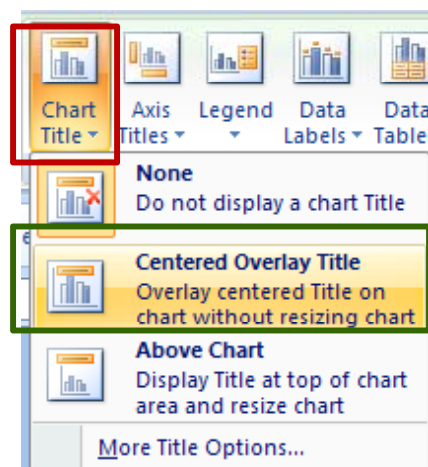 Chart Axis Legend Data Data
Title Titles Labels Table
None
Do not display a chart Title
Centered Overlay Title
Overlay centered Title on
chart without resizing chart
Above Chart
Display Title at top of chart
area and resize chart
More Title Options...